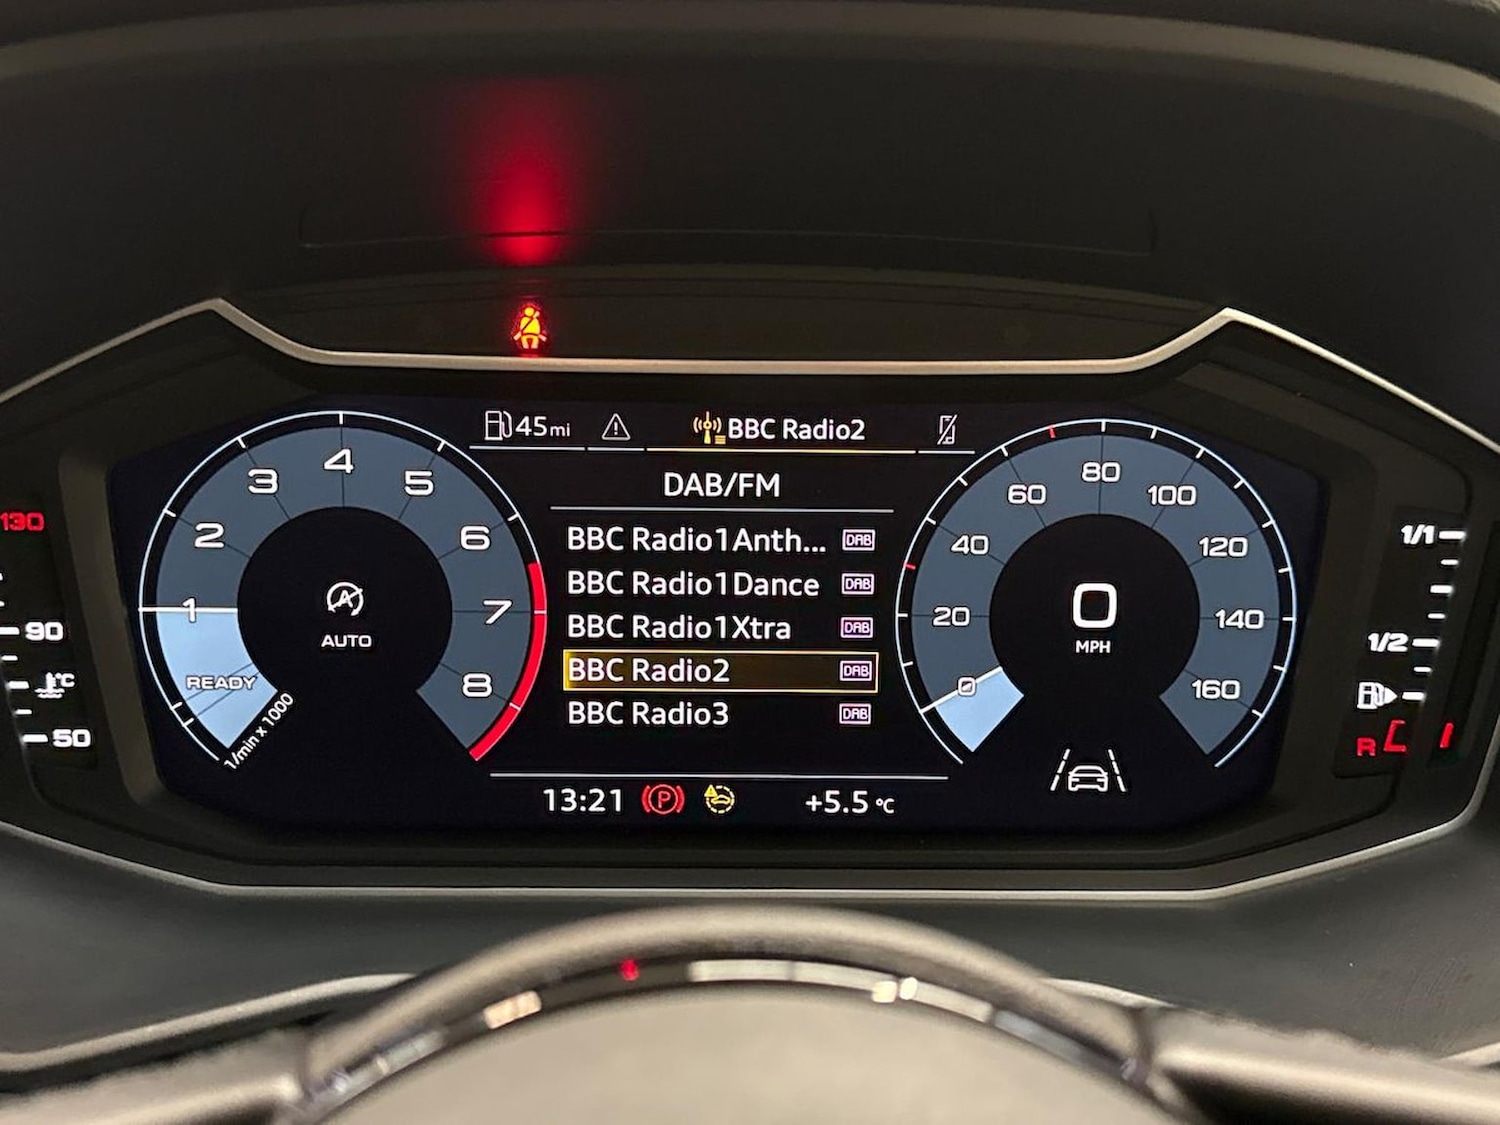 45mi
BBC Radio2
DAB/FM
BBC Radio1Anth... DAB
BBC Radio1Dance DAB
BBC Radio1Xtra DAB
BBC Radio2 DAB
BBC Radio3 DAB
13:21
P
+5.5 °C
1
2
3
4
5
6
7
8
READY
1/min x 1000
A
AUTO
0
20
40
60
80
100
120
140
160
0
MPH
130
90
°C
50
1/1
1/2
R